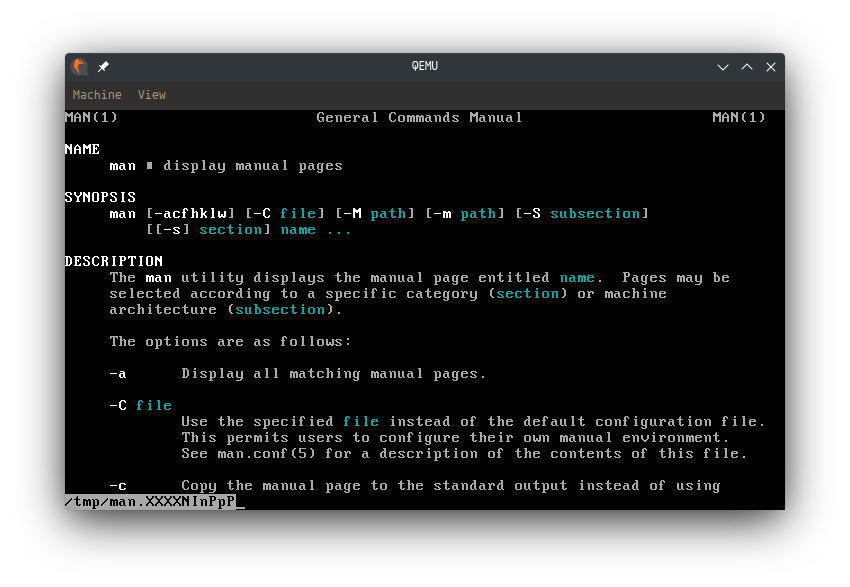 QEMU
Machine View
MAN(1) General Commands Manual MAN(1)
NAME
man ■ display manual pages
SYNOPSIS
man [-acfhklw] [-C file] [-M path] [-m path] [-S subsection]
[[-s] section] name ...
DESCRIPTION
The man utility displays the manual page entitled name. Pages may be
selected according to a specific category (section) or machine
architecture (subsection).
The options are as follows:
-a Display all matching manual pages.
-C file
Use the specified file instead of the default configuration file.
This permits users to configure their own manual environment.
See man.conf(5) for a description of the contents of this file.
-c Copy the manual page to the standard output instead of using
/tmp/man.XXXXNInPpP_